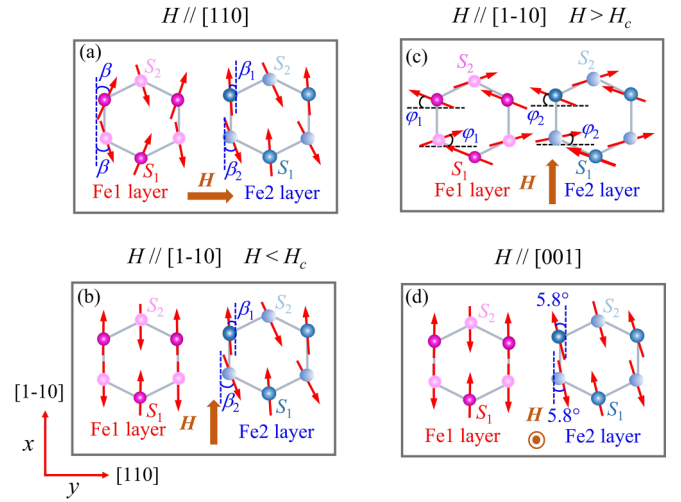 H // [110]
H // [1-10] H > H_c
(a)
β
S_2
β_1
S_2
β
β_2
S_1
S_1
Fe1 layer
H
Fe2 layer
(c)
S_2
S_2
φ_1
φ_2
φ_1
φ_2
S_1
S_1
Fe1 layer
H
Fe2 layer
H // [1-10] H < H_c
H // [001]
(b)
S_2
β_1
S_2
β_2
S_1
S_1
Fe1 layer
H
Fe2 layer
(d)
S_2
5.8°
S_2
5.8°
S_1
S_1
Fe1 layer
H
Fe2 layer
[1-10]
x
y
[110]